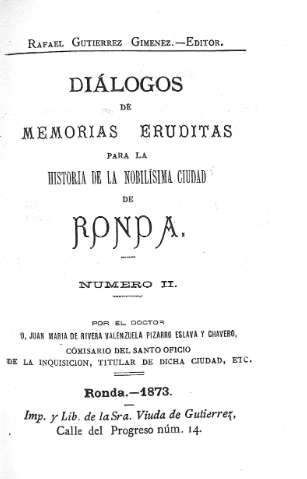 RAFAEL GUTIERREZ GIMENEZ.—EDITOR.
DIÁLOGOS
DE
MEMORIAS ERUDITAS
PARA LA
HISTORIA DE LA NOBILÍSIMA CIUDAD
DE
RONDA.
NUMERO II.
POR EL DOCTOR
D. JUAN MARIA DE RIVERA VALENZUELA PIZARRO ESLAVA Y CHAVERO,
COMISARIO DEL SANTO OFICIO
DE LA INQUISICION, TITULAR DE DICHA CIUDAD, ETC.
Ronda.—1873.
Imp. y Lib. de la Sra. Viuda de Gutierrez,
Calle del Progreso núm. 14.